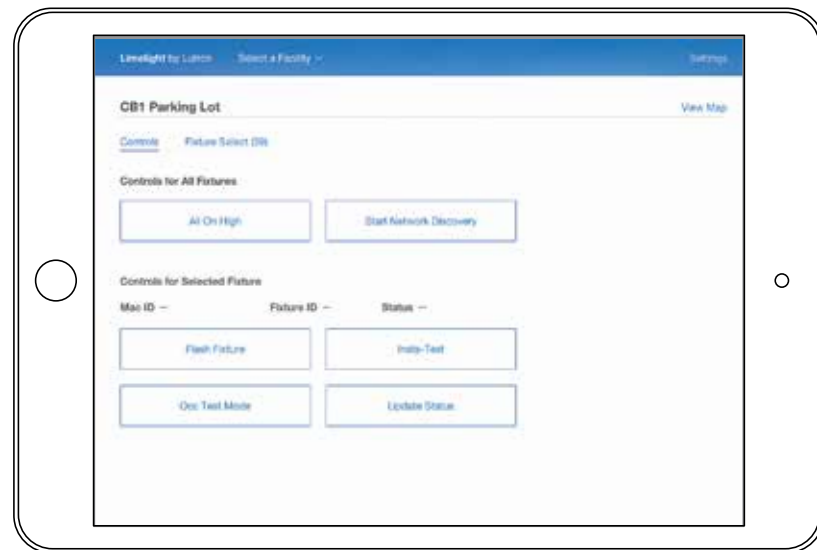 Limelight by Lutron Select a Facility Settings
CB1 Parking Lot View Map
Controls Fixture Select (59)
Controls for All Fixtures
All On High Start Network Discovery
Controls for Selected Fixture
Mac ID -- Fixture ID -- Status --
Flash Fixture Insta-Test
Occ Test Mode Update Status